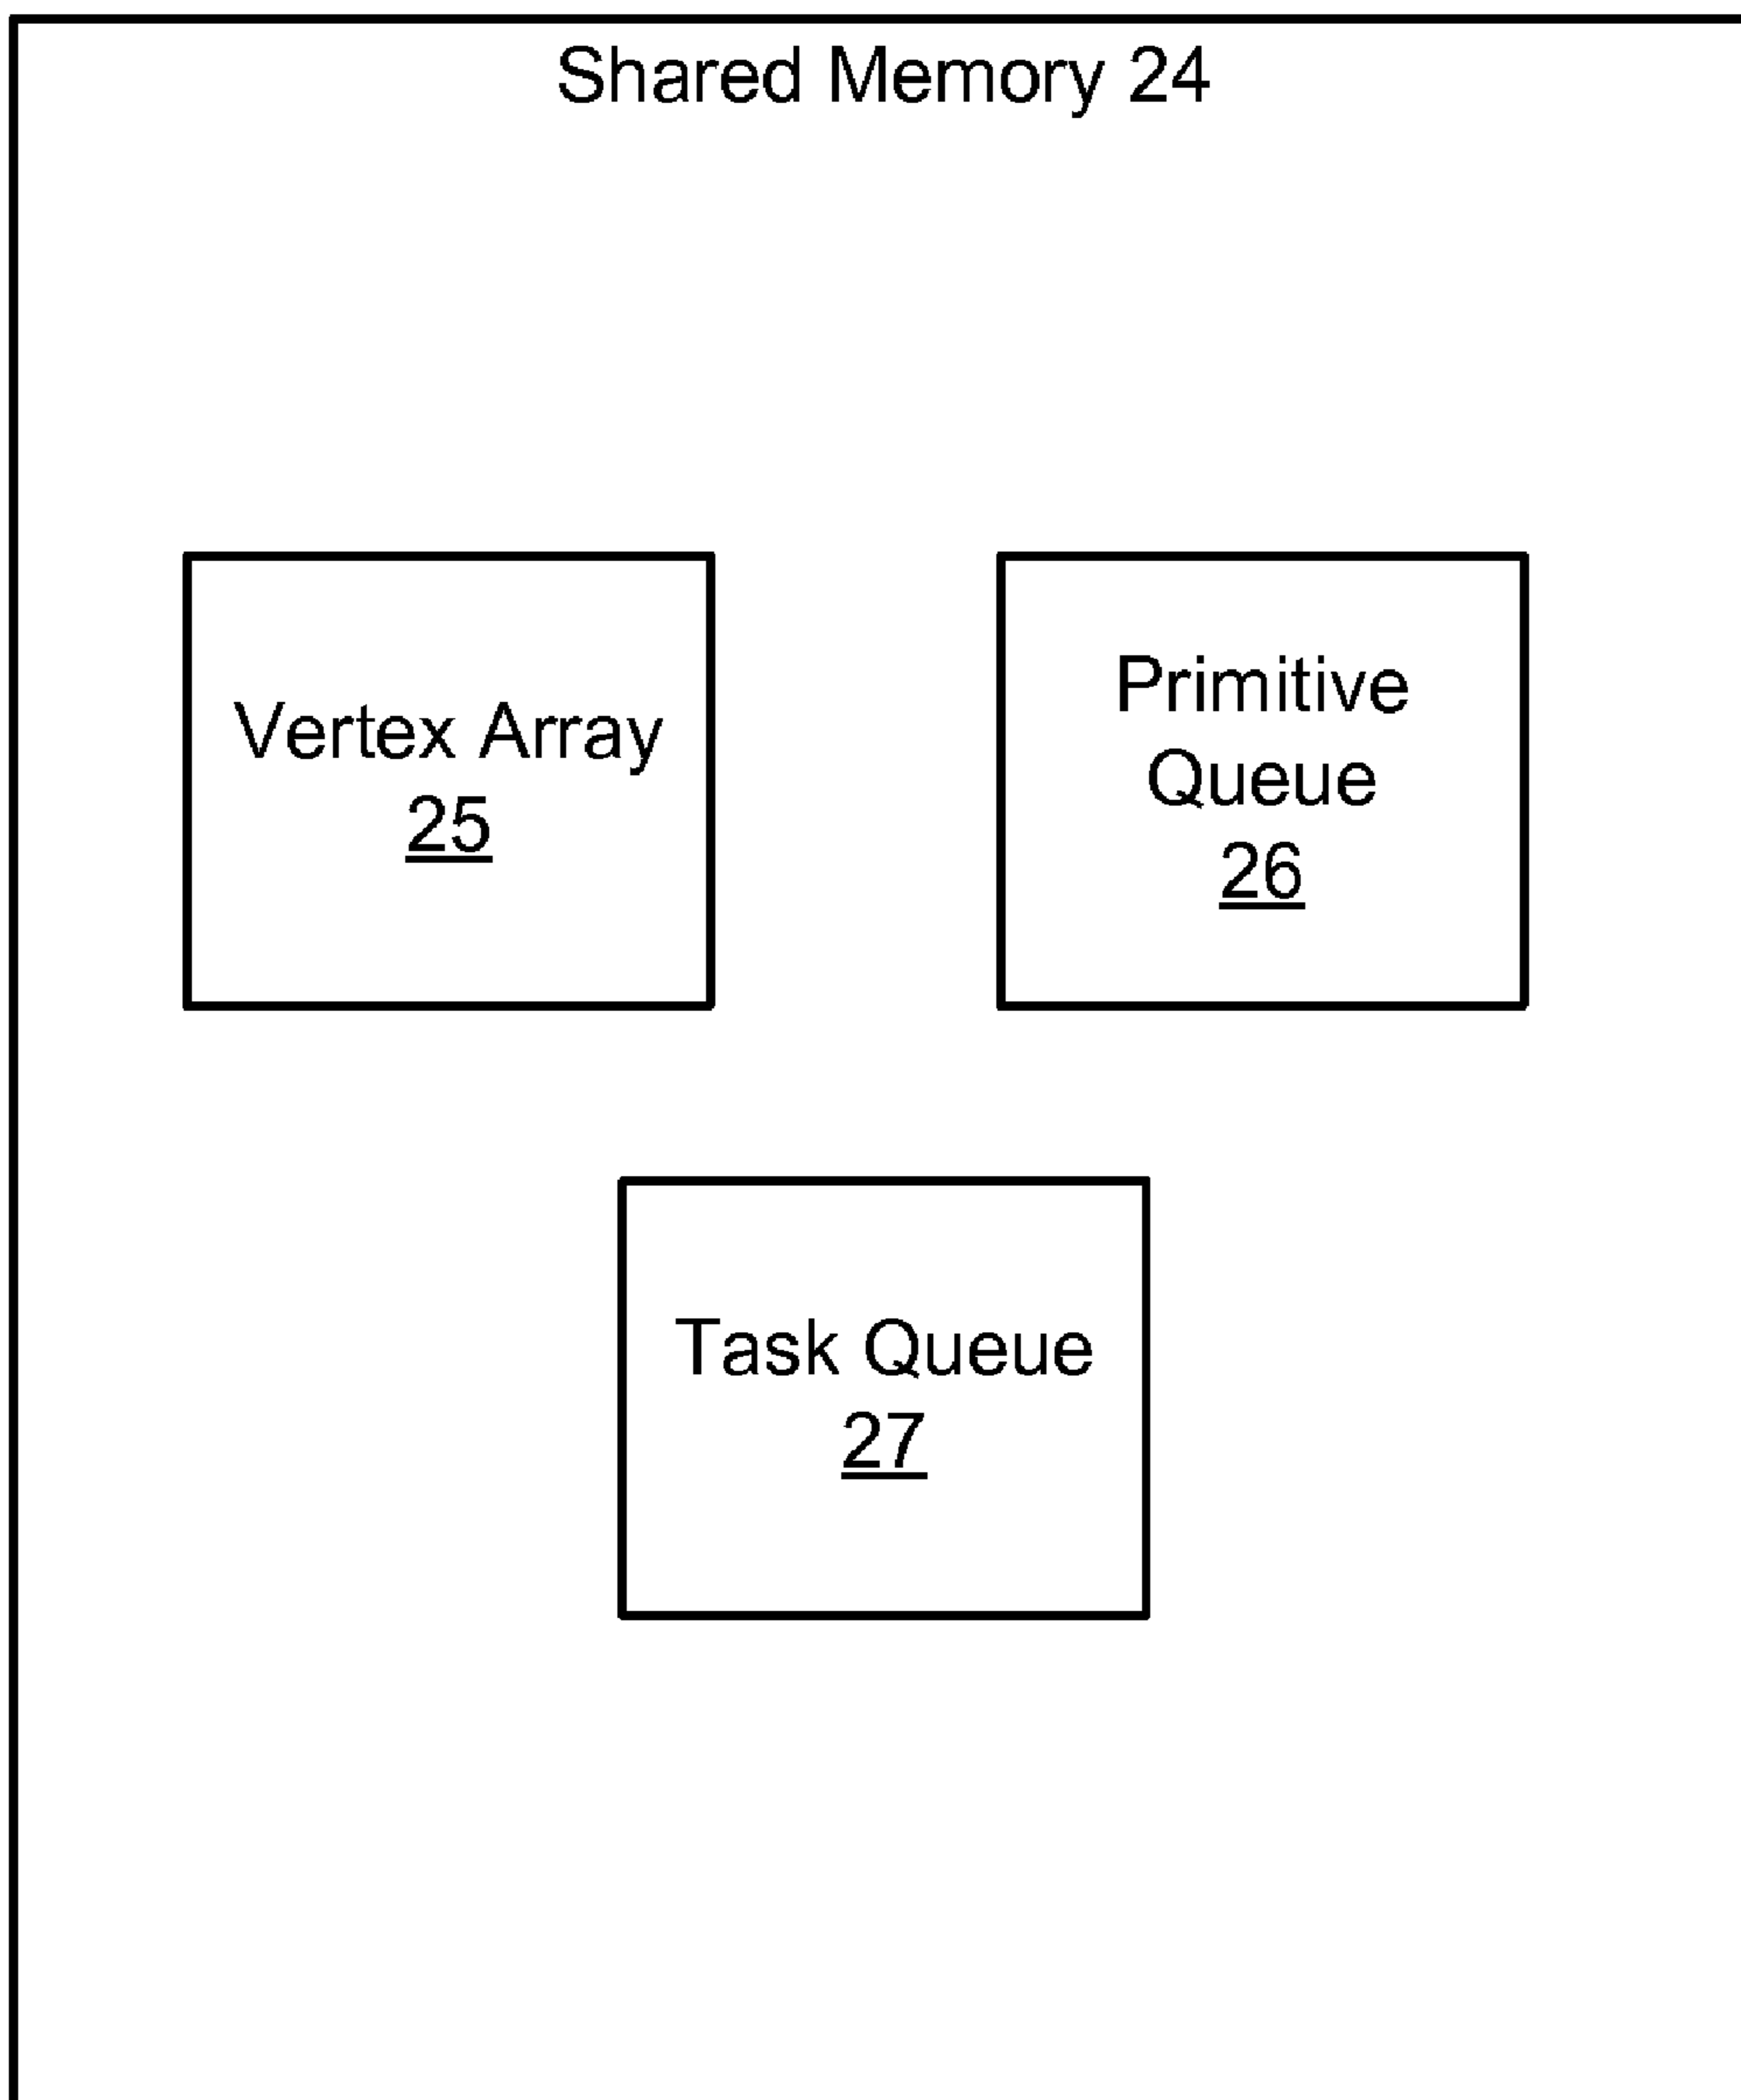 Shared Memory 24
Vertex Array
25
Primitive
Queue
26
Task Queue
27